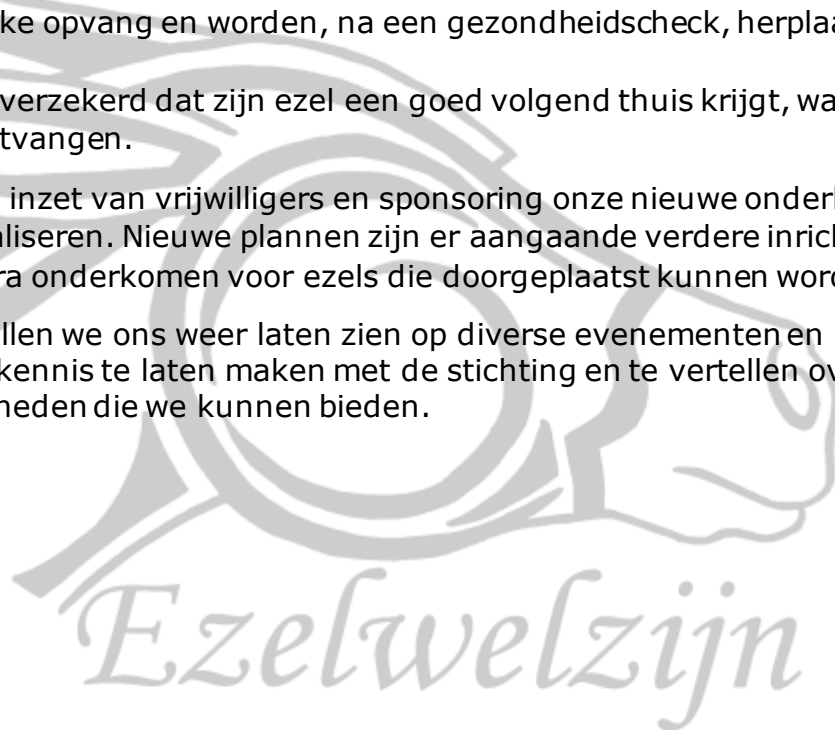 ke opvang en worden, na een gezondheidscheck, herplaa
verzekerd dat zijn ezel een goed volgend thuis krijgt, wa
tvangen.
inzet van vrijwilligers en sponsoring onze nieuwe onderk
aliseren. Nieuwe plannen zijn er aangaande verdere inrich
ra onderkomen voor ezels die doorgeplaatst kunnen word
llen we ons weer laten zien op diverse evenementen en
kennis te laten maken met de stichting en te vertellen ov
heden die we kunnen bieden.
Ezelwelzijn